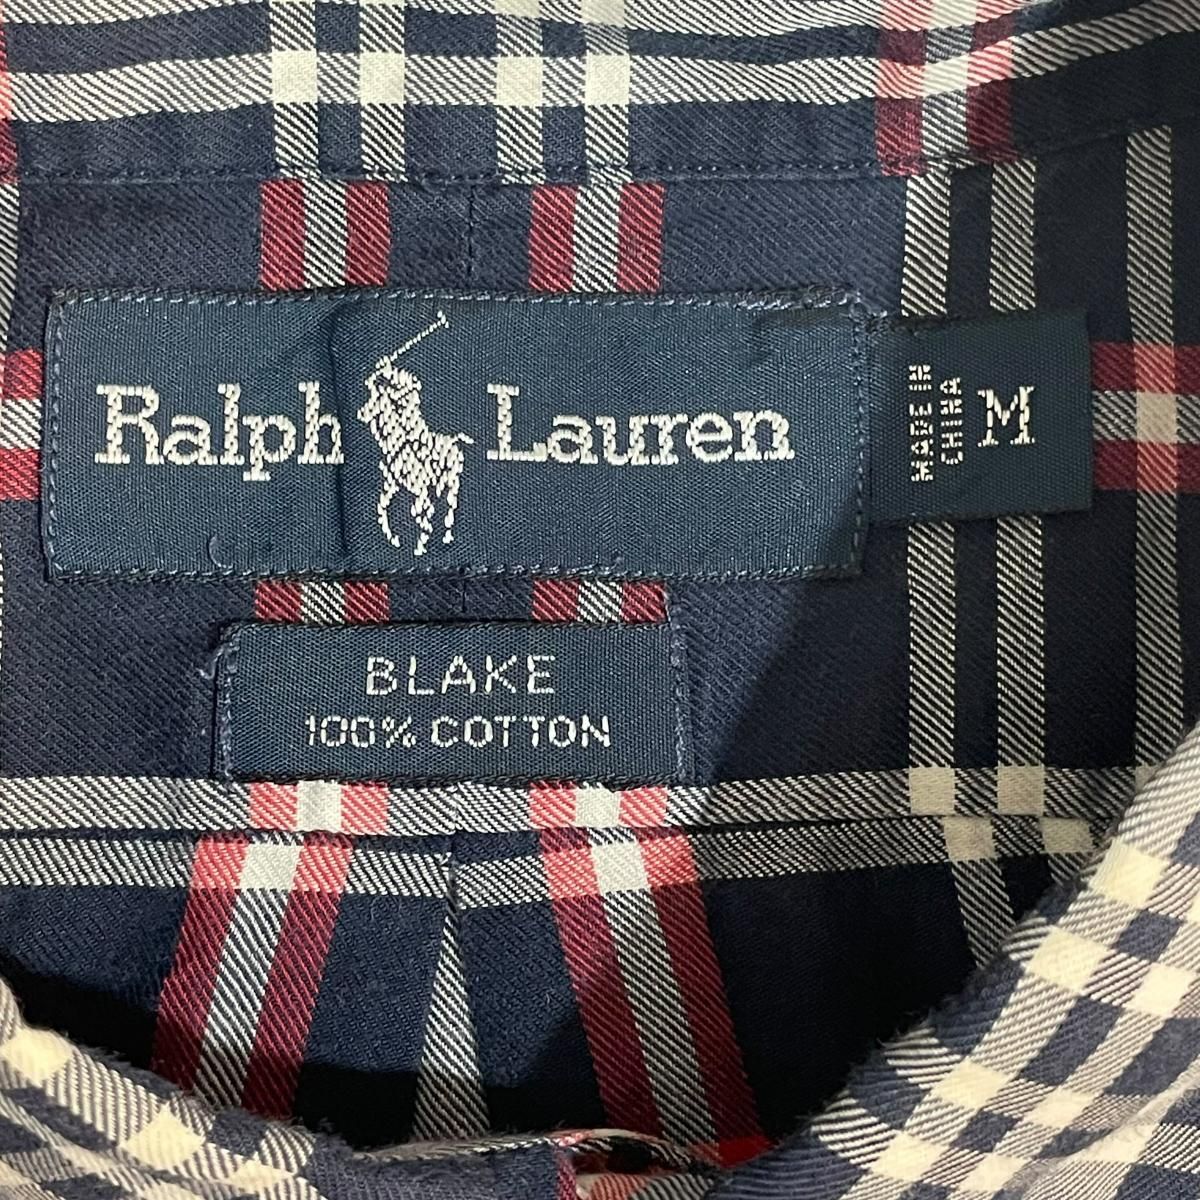 Ralph Lauren
MADE IN
CHINA
M
BLAKE
100% COTTON